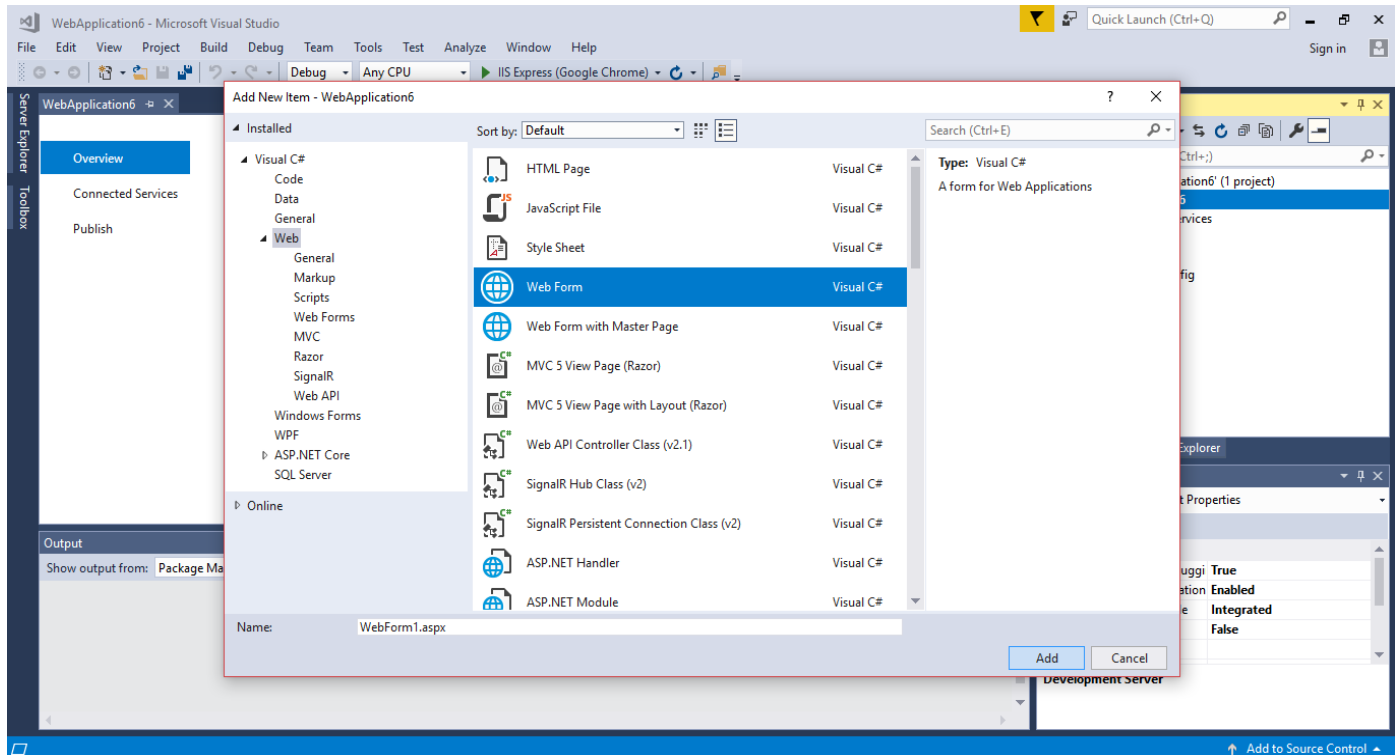 WebApplication6 - Microsoft Visual Studio
Quick Launch (Ctrl+Q)
File Edit View Project Build Debug Team Tools Test Analyze Window Help
Sign in
Debug Any CPU IIS Express (Google Chrome)
Server Explorer
Toolbox
WebApplication6
Overview
Connected Services
Publish
Add New Item - WebApplication6 ?
Installed
Visual C#
Code
Data
General
Web
General
Markup
Scripts
Web Forms
MVC
Razor
SignalR
Web API
Windows Forms
WPF
ASP.NET Core
SQL Server
Online
Sort by: Default
HTML Page Visual C#
JavaScript File Visual C#
Style Sheet Visual C#
Web Form Visual C#
Web Form with Master Page Visual C#
MVC 5 View Page (Razor) Visual C#
MVC 5 View Page with Layout (Razor) Visual C#
Web API Controller Class (v2.1) Visual C#
SignalR Hub Class (v2) Visual C#
SignalR Persistent Connection Class (v2) Visual C#
ASP.NET Handler Visual C#
ASP.NET Module Visual C#
Search (Ctrl+E)
Type: Visual C#
A form for Web Applications
Name: WebForm1.aspx
Add Cancel
Ctrl+;)
ation6' (1 project)
6
ervices
fig
Explorer
t Properties
uggi True
ation Enabled
e Integrated
False
Development Server
Output
Show output from: Package Ma
Add to Source Control